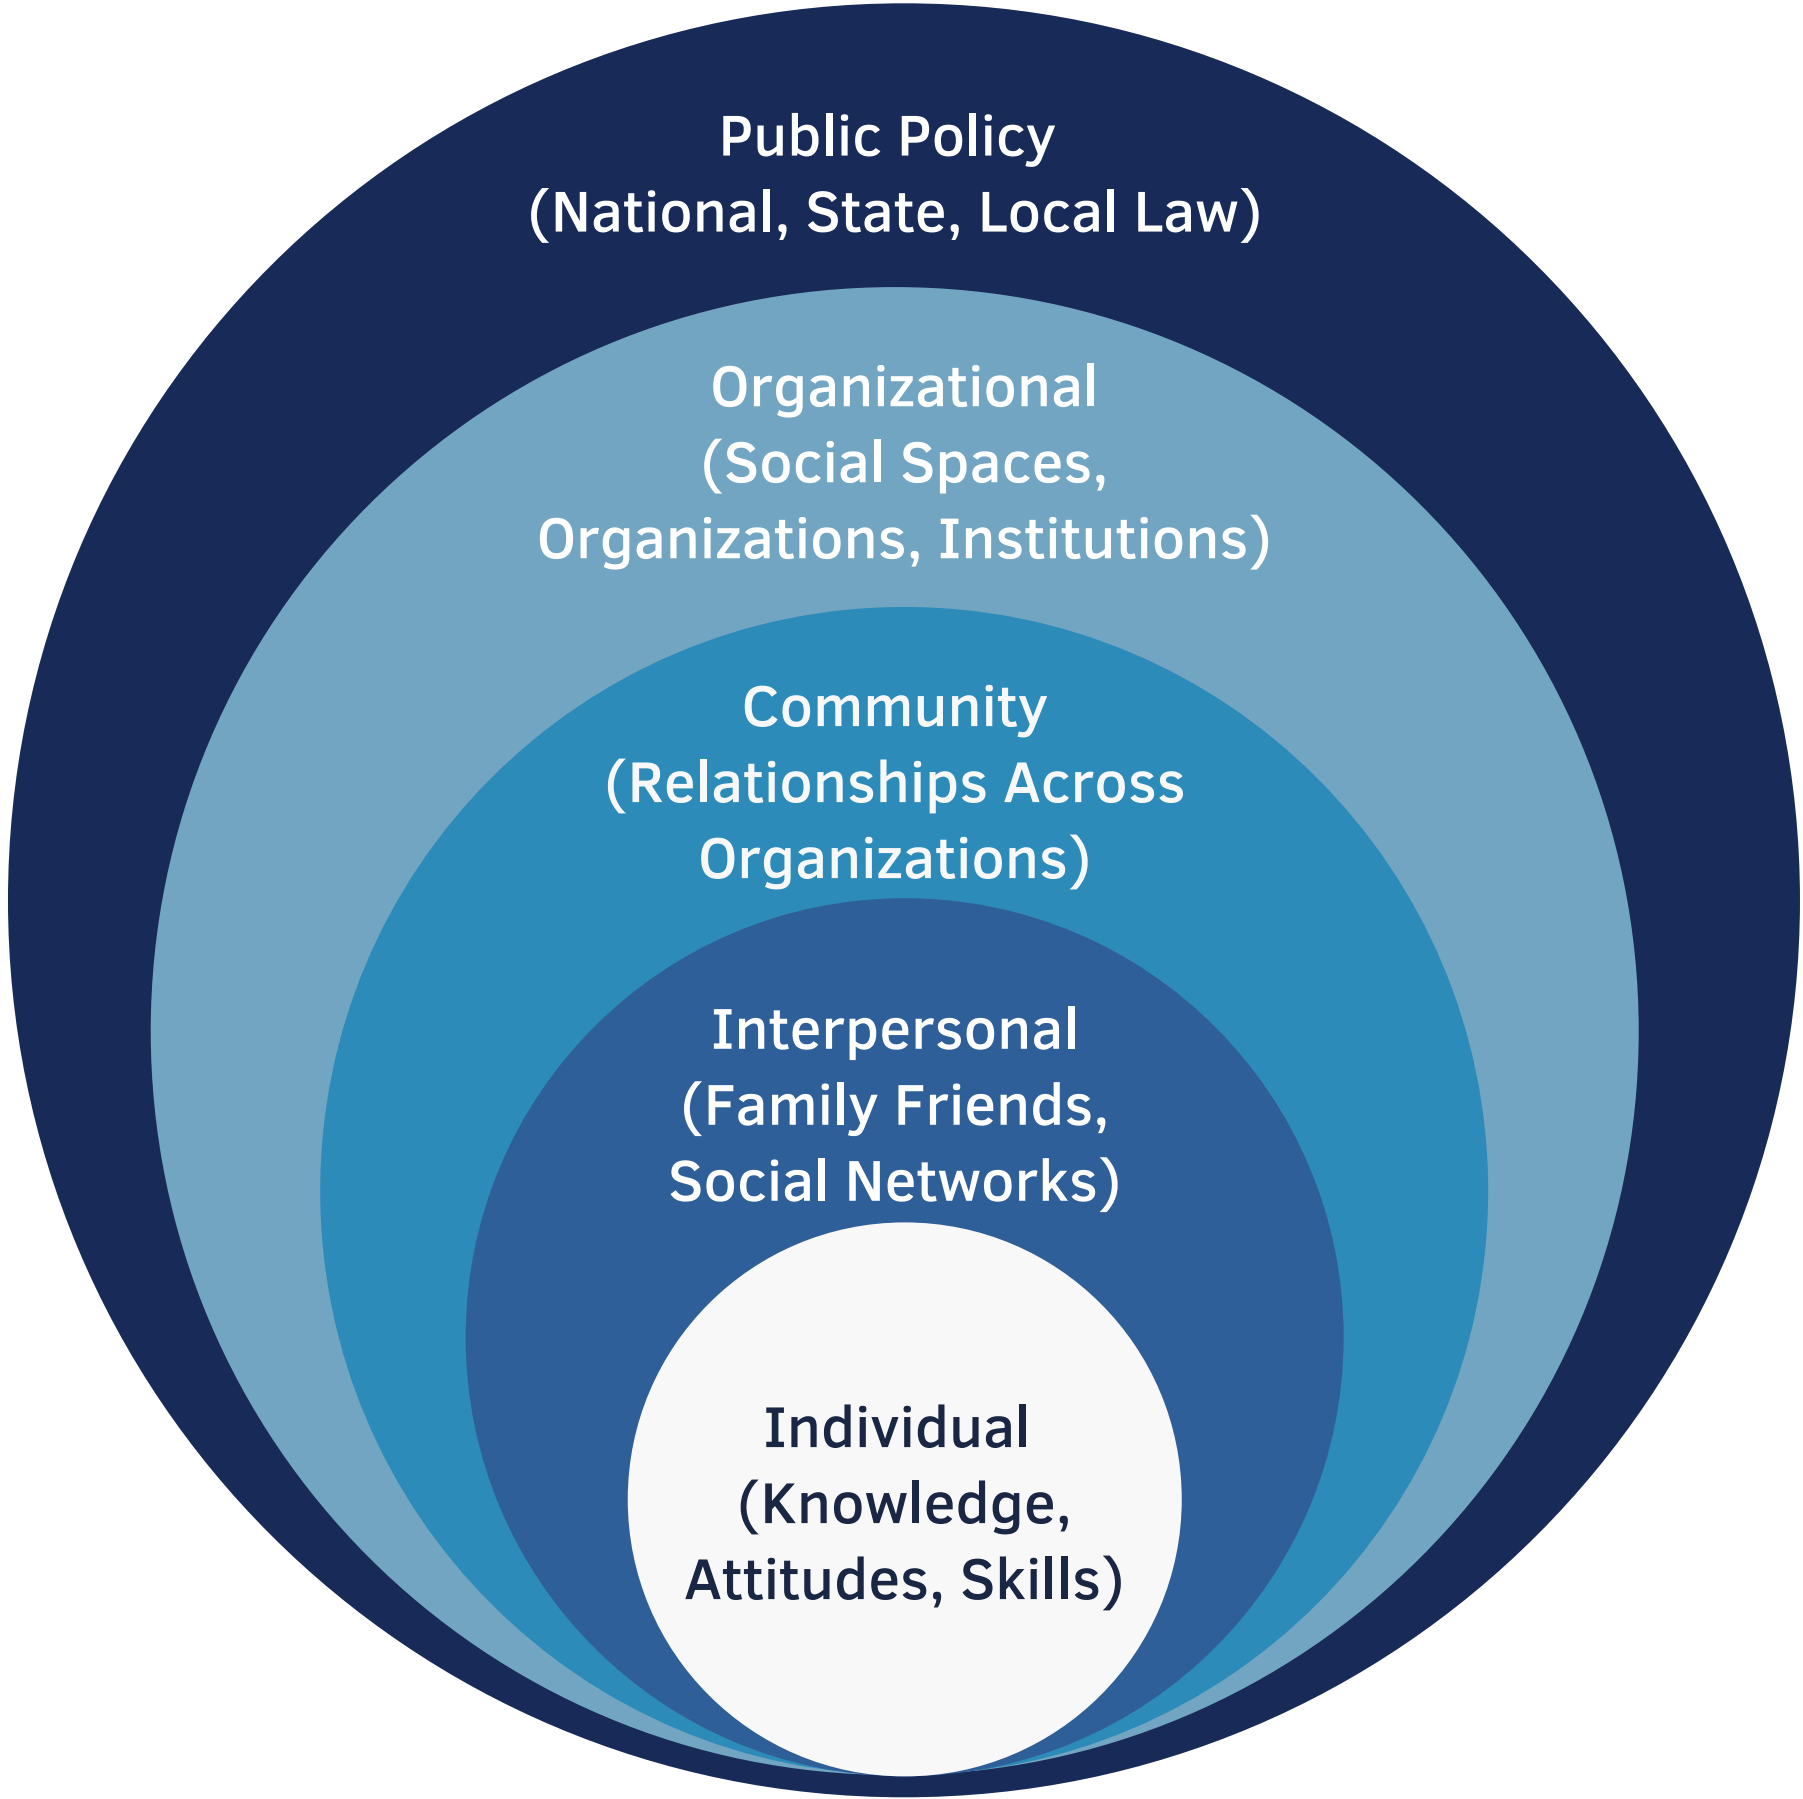 Public Policy
(National, State, Local Law)
Organizational
(Social Spaces,
Organizations, Institutions)
Community
(Relationships Across
Organizations)
Interpersonal
(Family Friends,
Social Networks)
Individual
(Knowledge,
Attitudes, Skills)